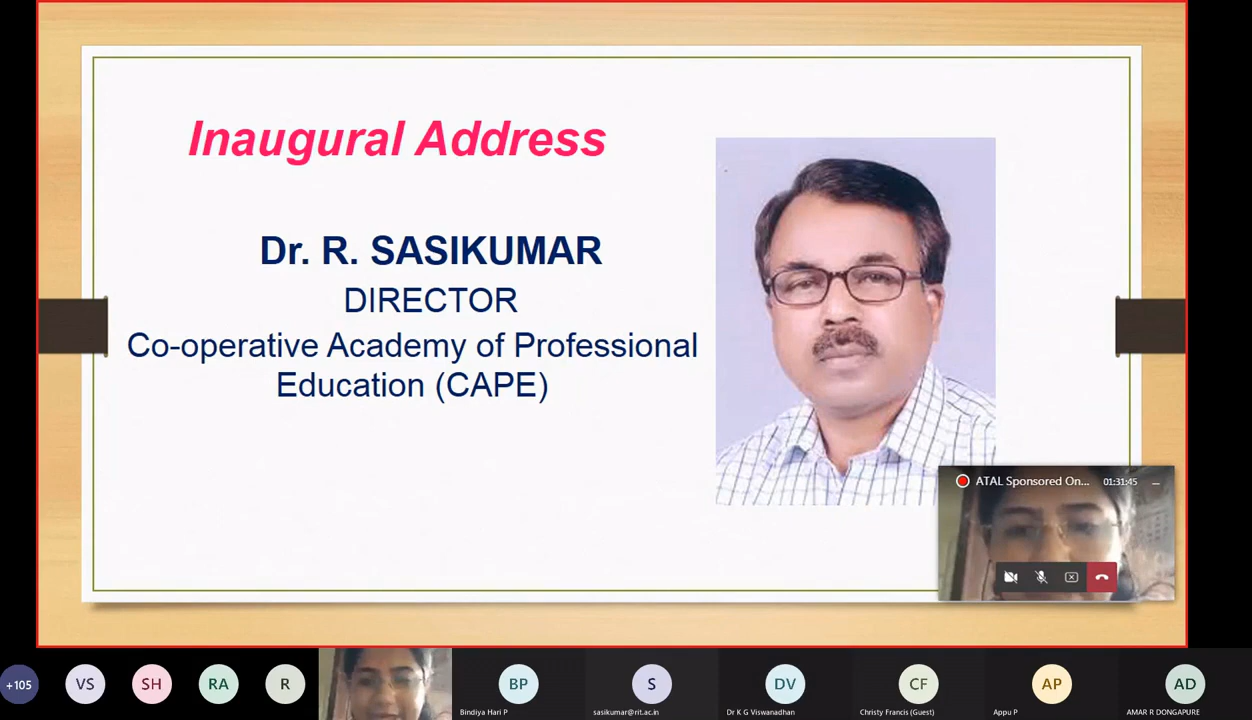 Inaugural Address
Dr. R. SASIKUMAR
DIRECTOR
Co-operative Academy of Professional
Education (CAPE)
ATAL Sponsored On... 01:31:45
+105
VS
SH
RA
R
BP
S
DV
CF
AP
AD
Bindiya Hari P
sasikumar@rit.ac.in
Dr K G Viswanadhan
Christy Francis (Guest)
Appu P
AMAR R DONGAPURE